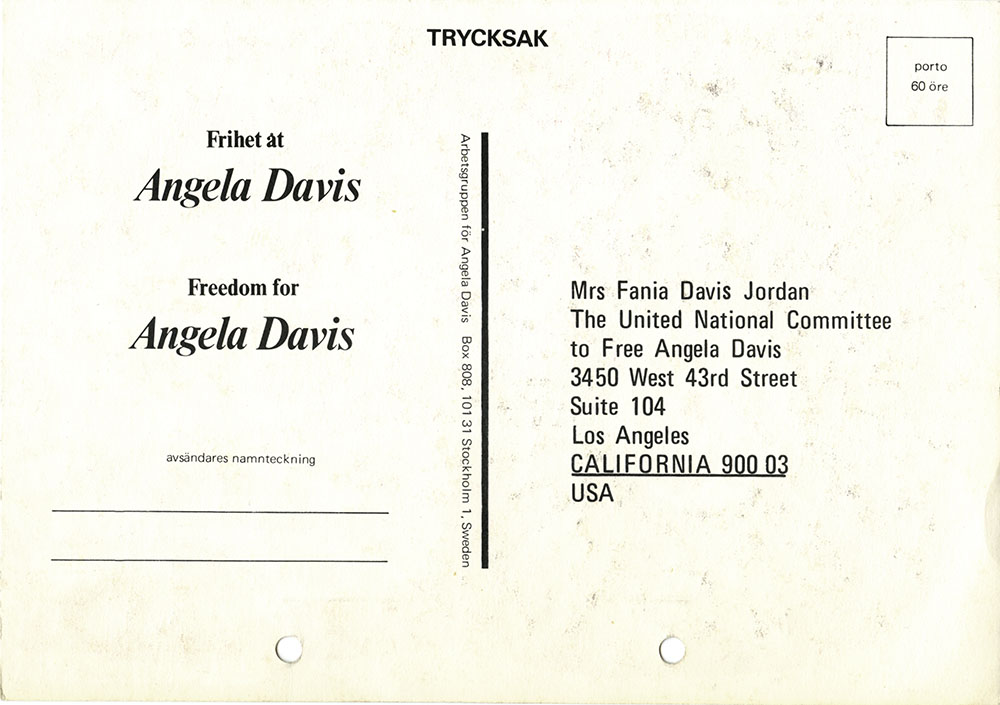 TRYCKSAK
porto
60 öre
Frihet åt
Angela Davis
Freedom for
Angela Davis
avsändares namnteckning
Arbetsgruppen för Angela Davis Box 808, 101 31 Stockholm 1, Sweden
Mrs Fania Davis Jordan
The United National Committee
to Free Angela Davis
3450 West 43rd Street
Suite 104
Los Angeles
CALIFORNIA 900 03
USA